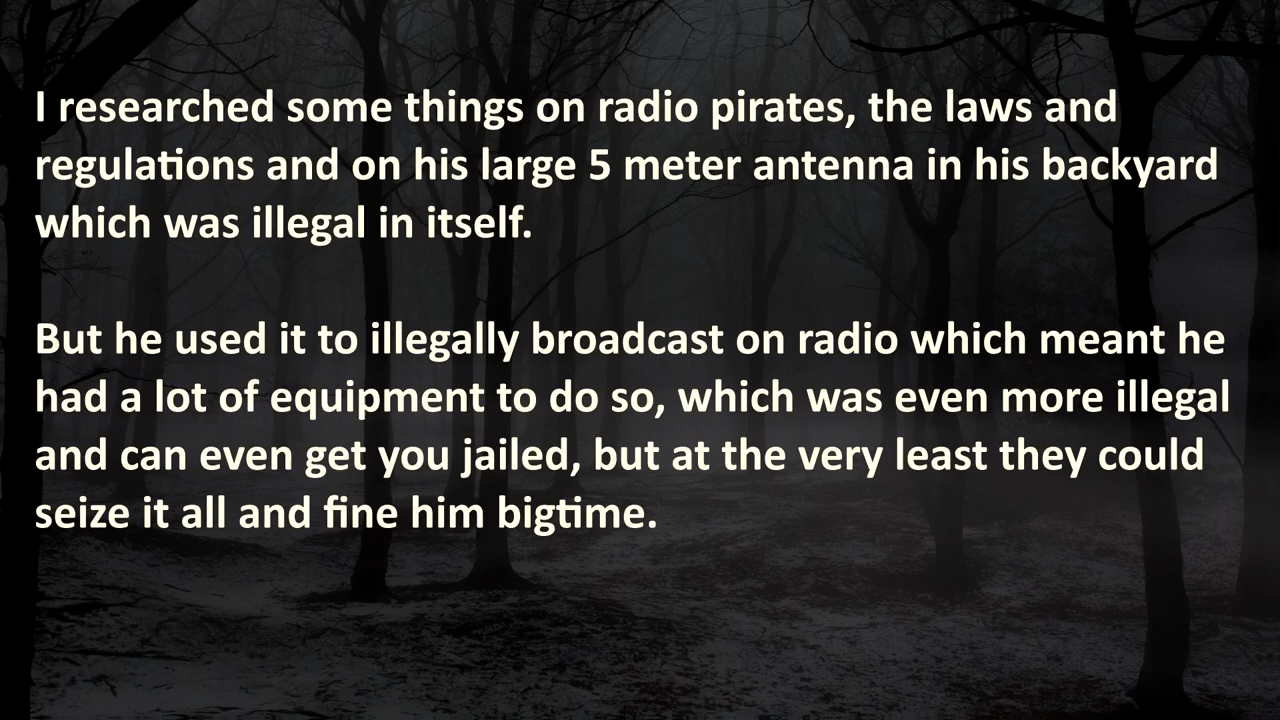 I researched some things on radio pirates, the laws and
regulations and on his large 5 meter antenna in his backyard
which was illegal in itself.
But he used it to illegally broadcast on radio which meant he
had a lot of equipment to do so, which was even more illegal
and can even get you jailed, but at the very least they could
seize it all and fine him bigtime.